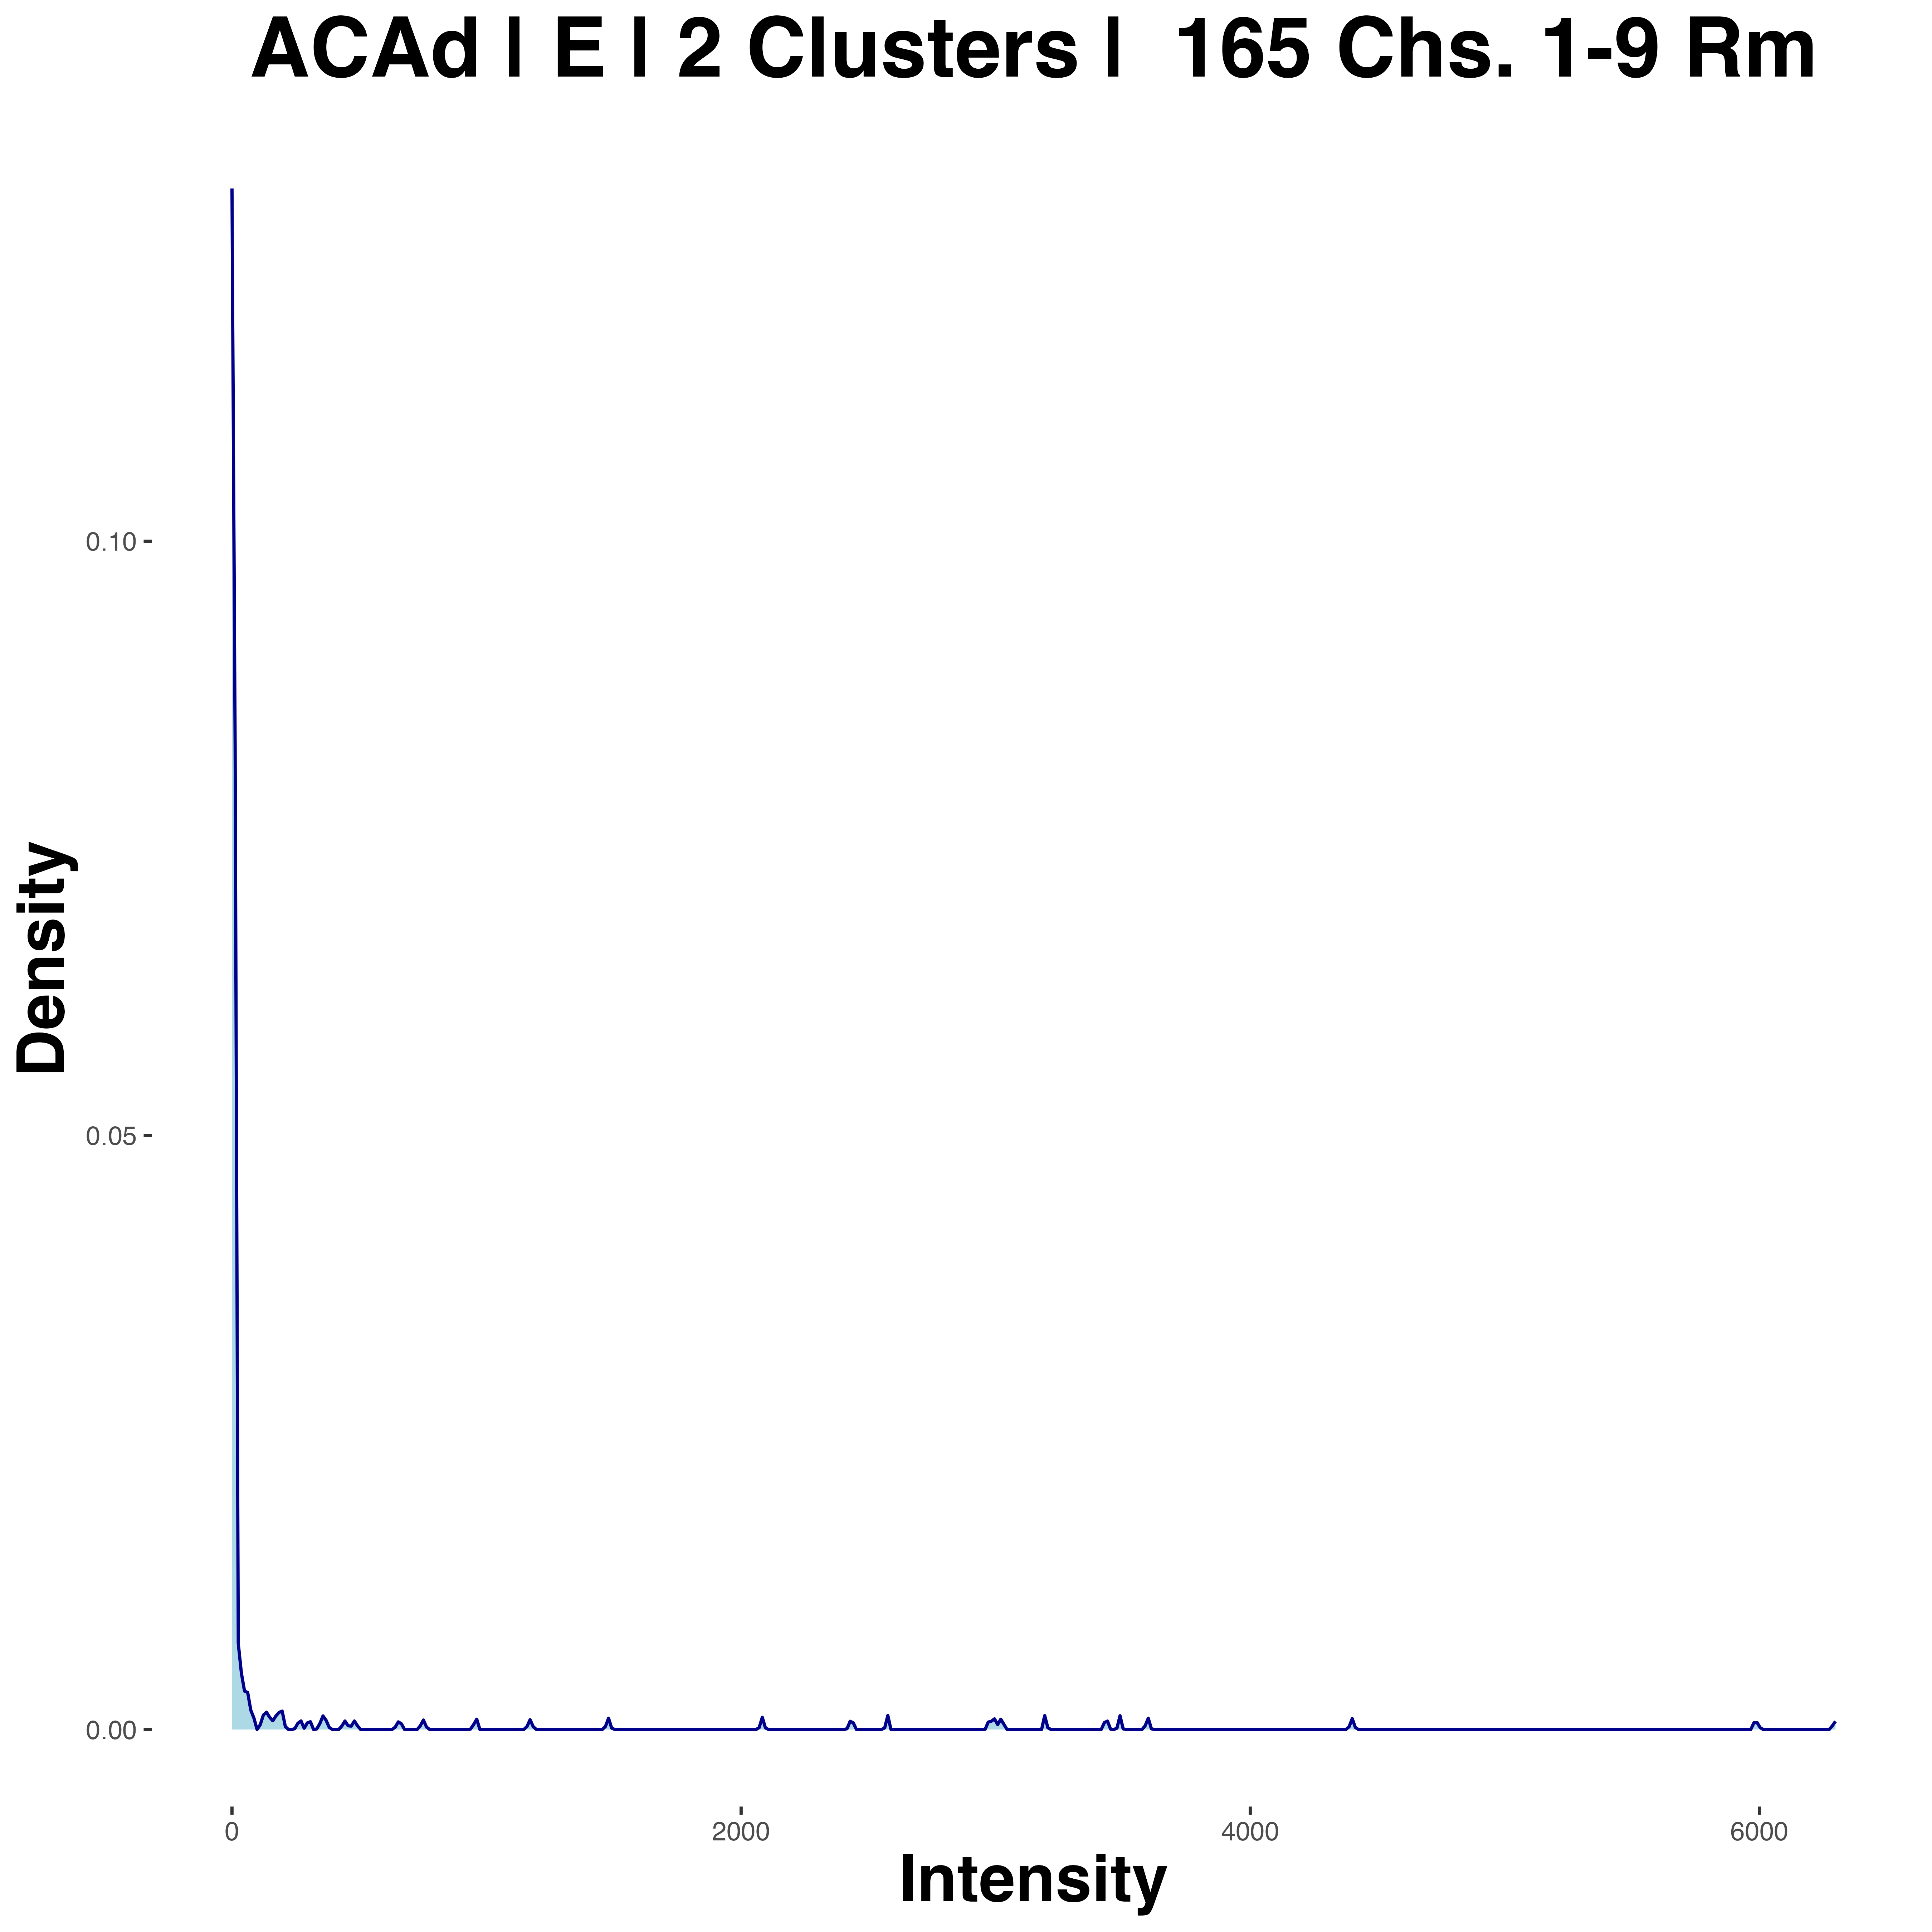 ACAd | E | 2 Clusters |  165 Chs. 1-9 Rm
Density
0.10
0.05
0.00
0
2000
4000
6000
Intensity